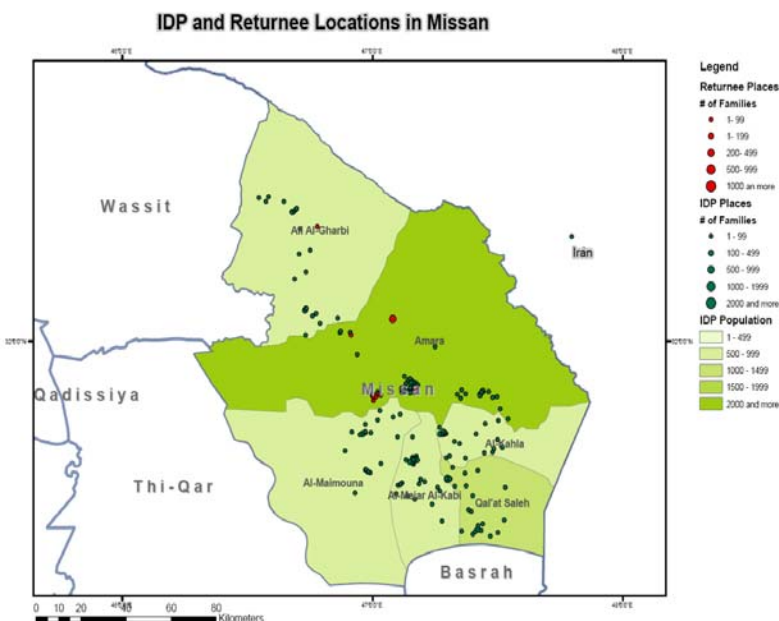 IDP and Returnee Locations in Missan
Legend
Returnee Places
# of Families
1- 99
1- 199
200- 499
500- 999
1000 an more
IDP Places
# of Families
1 - 99
100 - 499
500 - 999
1000 - 1999
2000 and more
IDP Population
1 - 499
500 - 999
1000 - 1499
1500 - 1999
2000 and more
Wassit
Ali Al-Gharbi
Iran
Amara
Missan
Qadissiya
Al-Kahla
Thi-Qar
Al-Maimouna
Al-Majar Al-Kabi
Qal'at Saleh
Basrah
0 10 20 40 60 80
Kilometers